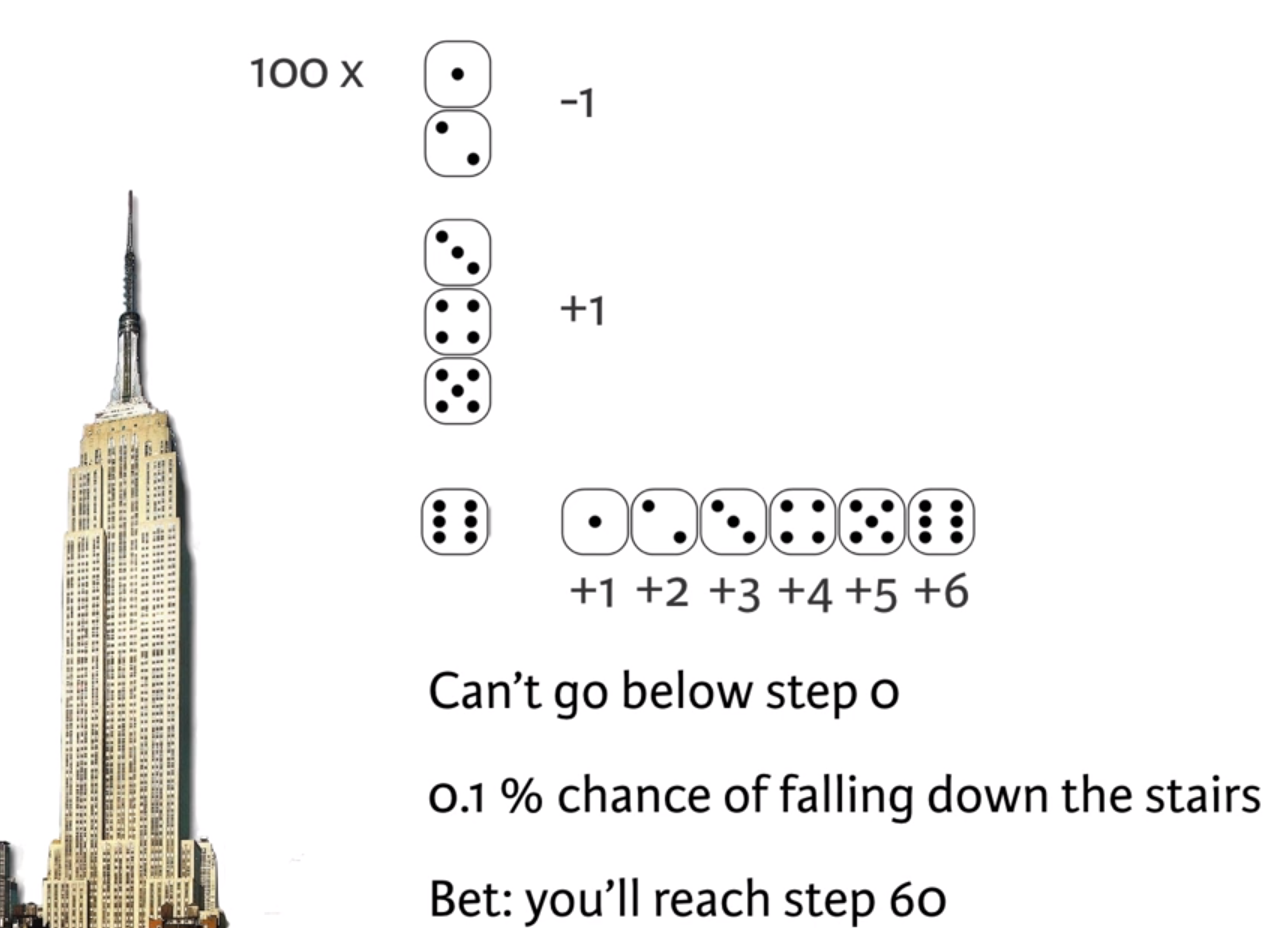 100 x
-1
+1
+1 +2 +3 +4 +5 +6
Can't go below step 0
0.1 % chance of falling down the stairs
Bet: you'll reach step 60